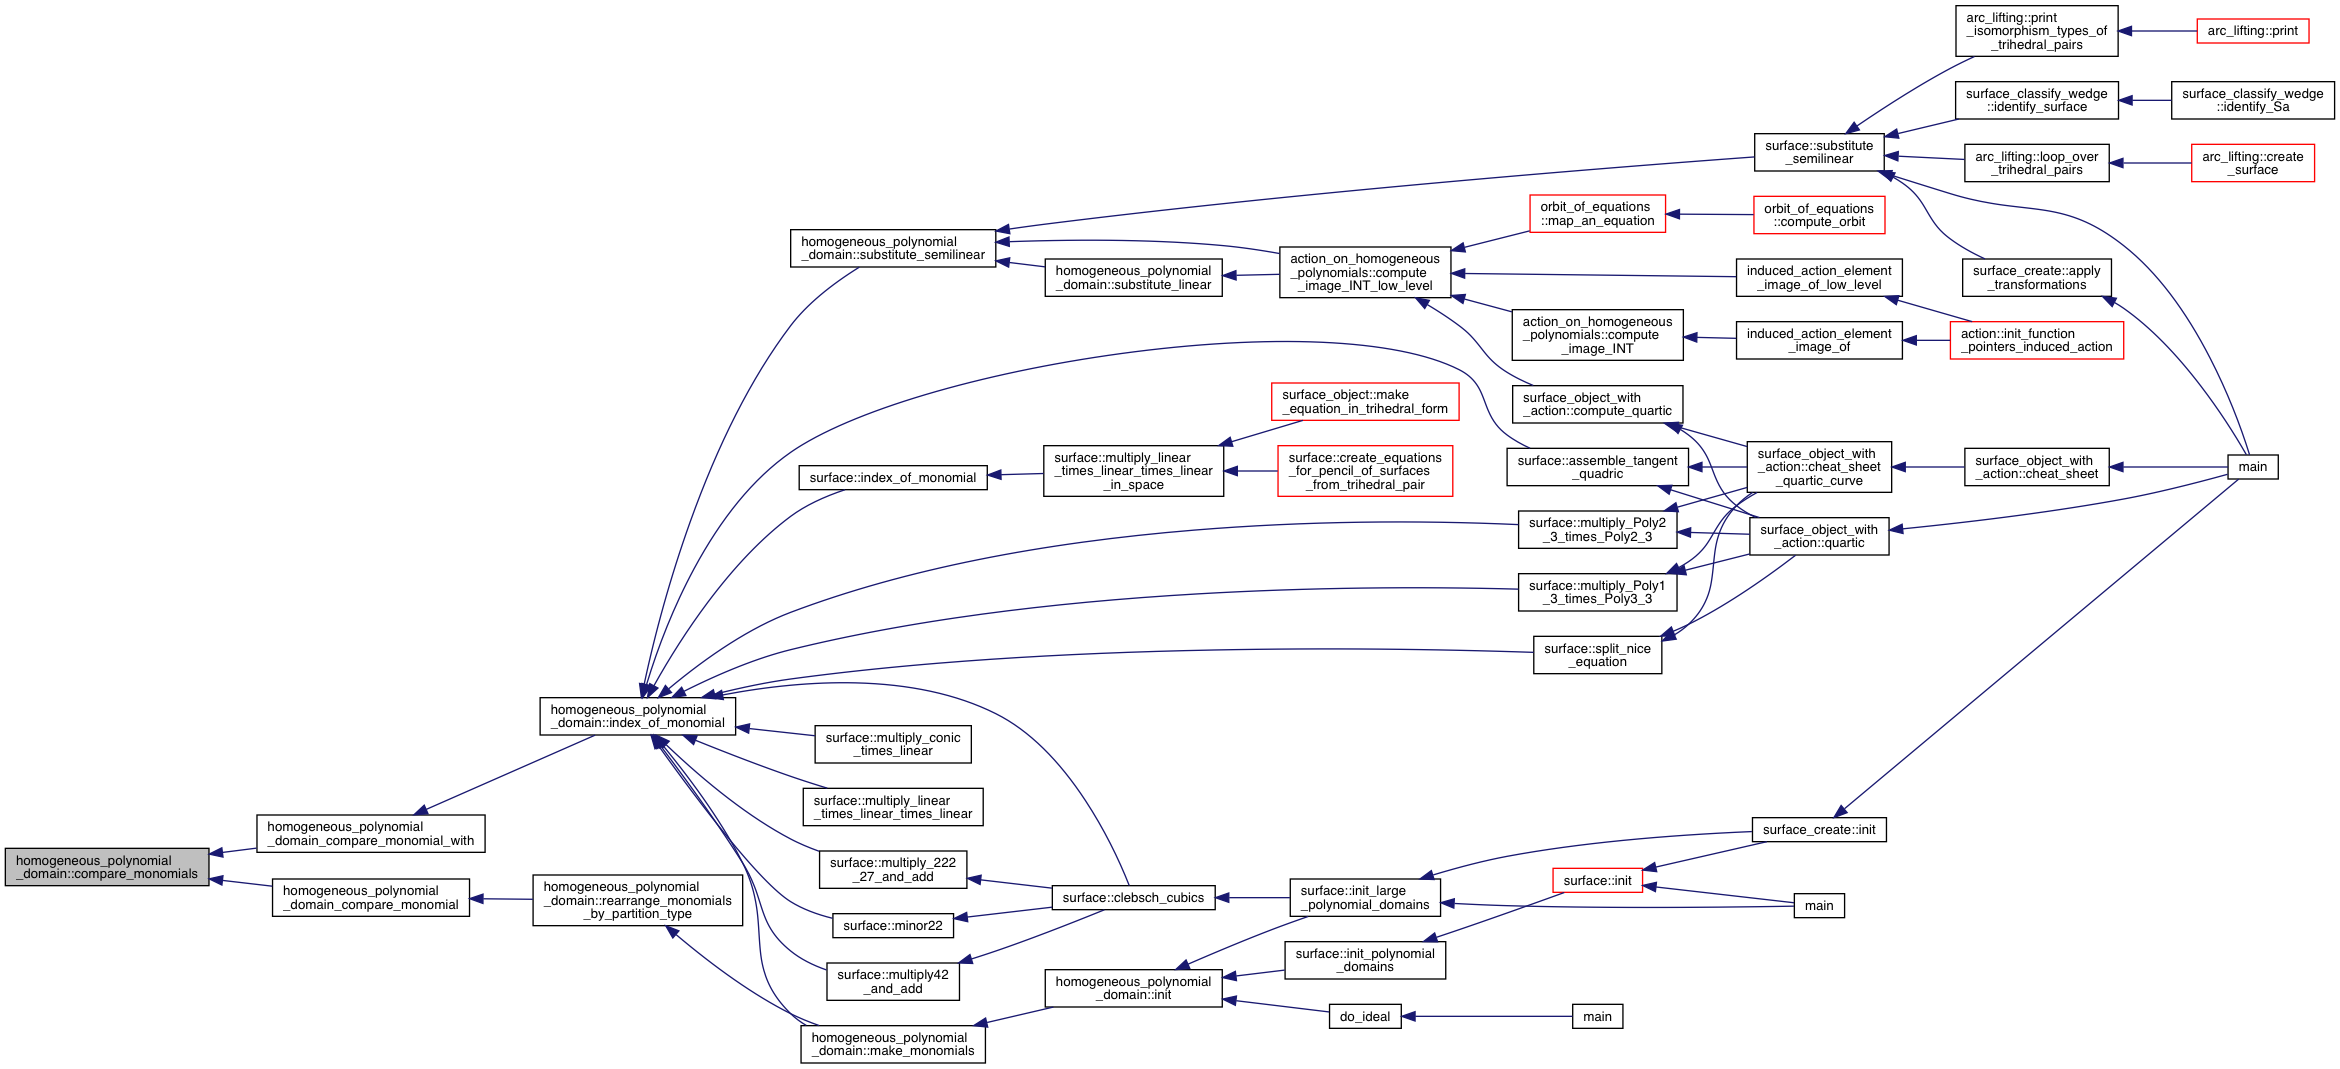 arc_lifting::print
_isomorphism_types_of
_trihedral_pairs
arc_lifting::print
surface_classify_wedge
::identify_surface
surface_classify_wedge
::identify_Sa
surface::substitute
_semilinear
arc_lifting::loop_over
_trihedral_pairs
arc_lifting::create
_surface
orbit_of_equations
::map_an_equation
orbit_of_equations
::compute_orbit
homogeneous_polynomial
_domain::substitute_semilinear
action_on_homogeneous
_polynomials::compute
_image_INT_low_level
homogeneous_polynomial
_domain::substitute_linear
induced_action_element
_image_of_low_level
surface_create::apply
_transformations
action_on_homogeneous
_polynomials::compute
_image_INT
induced_action_element
_image_of
action::init_function
_pointers_induced_action
surface_object::make
_equation_in_trihedral_form
surface_object_with
_action::compute_quartic
surface::index_of_monomial
surface::multiply_linear
_times_linear_times_linear
_in_space
surface::create_equations
_for_pencil_of_surfaces
_from_trihedral_pair
surface::assemble_tangent
_quadric
surface_object_with
_action::cheat_sheet
_quartic_curve
surface_object_with
_action::cheat_sheet
main
surface::multiply_Poly2
_3_times_Poly2_3
surface_object_with
_action::quartic
surface::multiply_Poly1
_3_times_Poly3_3
surface::split_nice
_equation
homogeneous_polynomial
_domain::index_of_monomial
surface::multiply_conic
_times_linear
surface::multiply_linear
_times_linear_times_linear
homogeneous_polynomial
_domain_compare_monomial_with
homogeneous_polynomial
_domain::compare_monomials
homogeneous_polynomial
_domain_compare_monomial
homogeneous_polynomial
_domain::rearrange_monomials
_by_partition_type
surface::multiply_222
_27_and_add
surface::clebsch_cubics
surface::init_large
_polynomial_domains
surface::init
surface_create::init
main
surface::minor22
surface::init_polynomial
_domains
surface::multiply42
_and_add
homogeneous_polynomial
_domain::init
do_ideal
main
homogeneous_polynomial
_domain::make_monomials